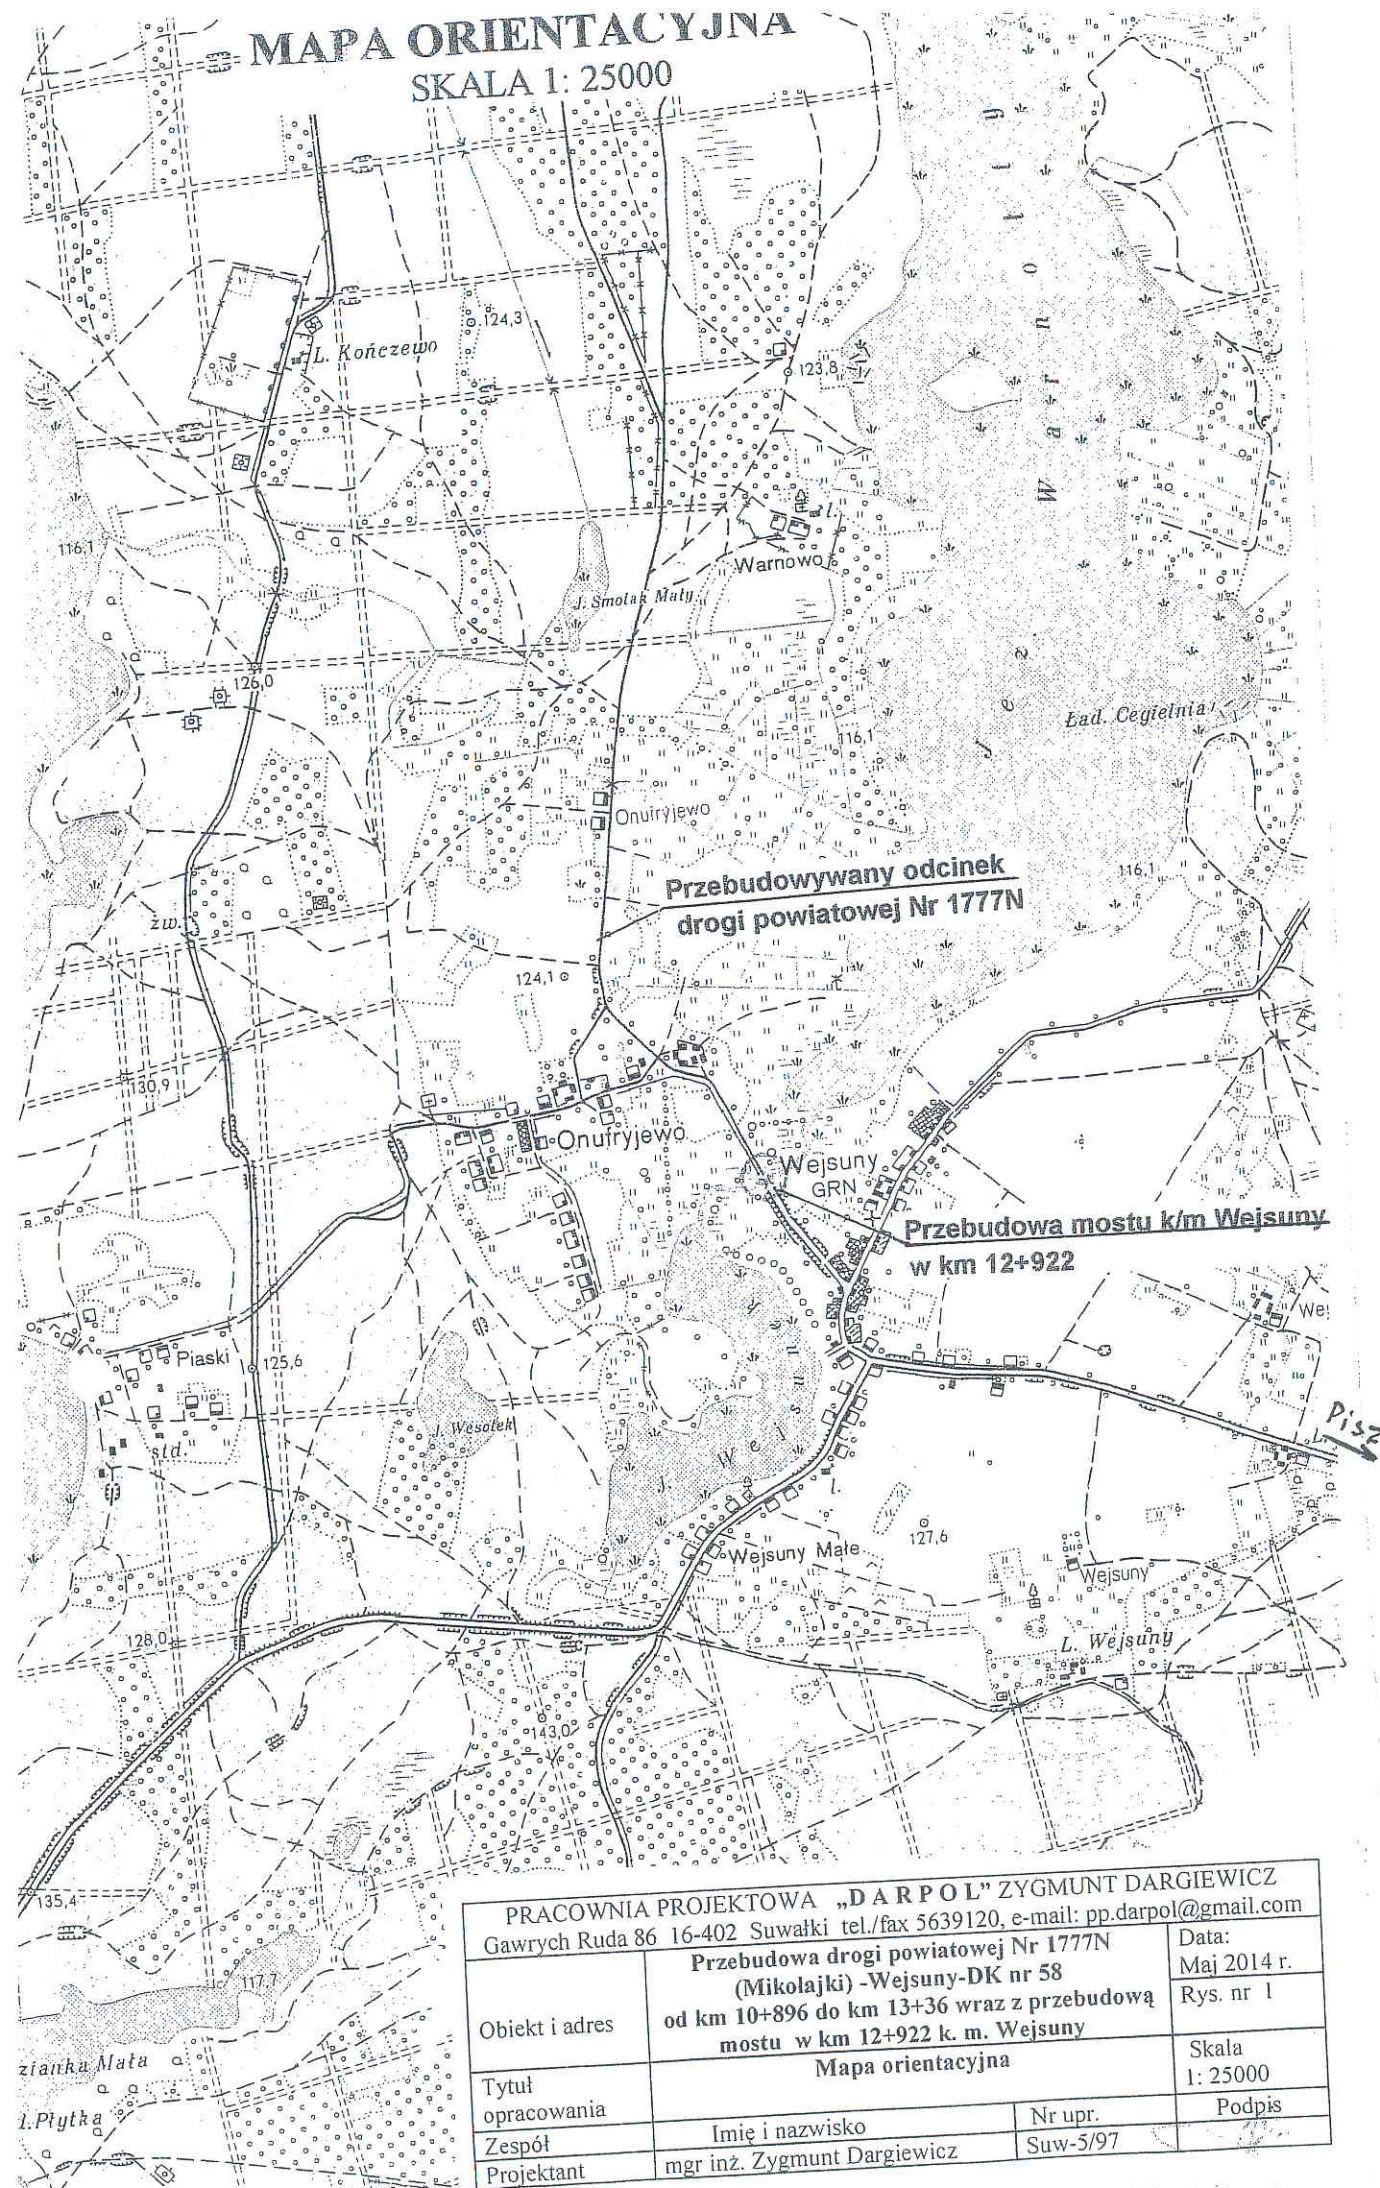 MAPA ORIENTACYJNA
SKALA 1: 25000
124,3
L. Kończewo
123,8
J e z . W a r n o ł t y
116,1
Warnowo
J. Smolak Mały
126,0
Ład. Cegielnia
116,1
Onufryjewo
Przebudowywany odcinek
drogi powiatowej Nr 1777N
116,1
żw.
124,1
130,9
Onufryjewo
Wejsuny
GRN
Przebudowa mostu k/m Wejsuny
w km 12+922
We
Piaski
125,6
J. Wesołek
J. W e j s u n e k
Pisz
L.
std.
127,6
Wejsuny Małe
Wejsuny
128,0
L. Wejsuny
143,0
135,4
117,7
zianka Mała
J.Płytka
PRACOWNIA PROJEKTOWA „D A R P O L” ZYGMUNT DARGIEWICZ
Gawrych Ruda 86 16-402 Suwałki tel./fax 5639120, e-mail: pp.darpol@gmail.com
Obiekt i adres
Przebudowa drogi powiatowej Nr 1777N
(Mikołajki) -Wejsuny-DK nr 58
od km 10+896 do km 13+36 wraz z przebudową
mostu w km 12+922 k. m. Wejsuny
Data:
Maj 2014 r.
Rys. nr 1
Tytuł
opracowania
Mapa orientacyjna
Skala
1: 25000
Zespół
Imię i nazwisko
Nr upr.
Podpis
Projektant
mgr inż. Zygmunt Dargiewicz
Suw-5/97